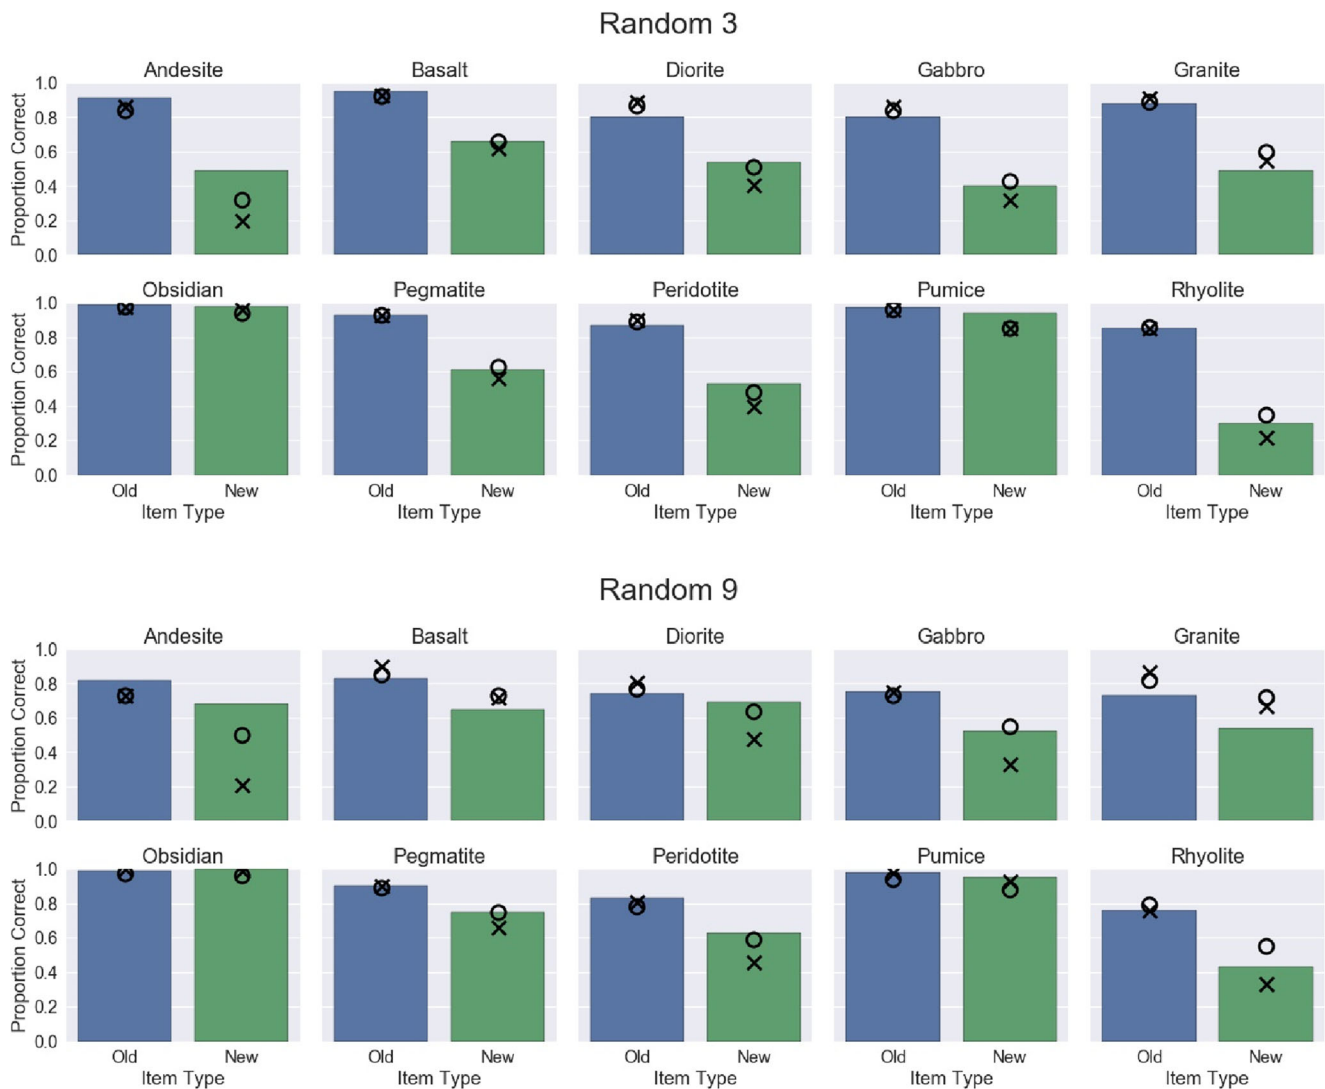 Random 3
Andesite Basalt Diorite Gabbro Granite
Proportion Correct
1.0
0.8
0.6
0.4
0.2
0.0
Obsidian Pegmatite Peridotite Pumice Rhyolite
Proportion Correct
1.0
0.8
0.6
0.4
0.2
0.0
Old New Old New Old New Old New Old New
Item Type Item Type Item Type Item Type Item Type
Random 9
Andesite Basalt Diorite Gabbro Granite
Proportion Correct
1.0
0.8
0.6
0.4
0.2
0.0
Obsidian Pegmatite Peridotite Pumice Rhyolite
Proportion Correct
1.0
0.8
0.6
0.4
0.2
0.0
Old New Old New Old New Old New Old New
Item Type Item Type Item Type Item Type Item Type